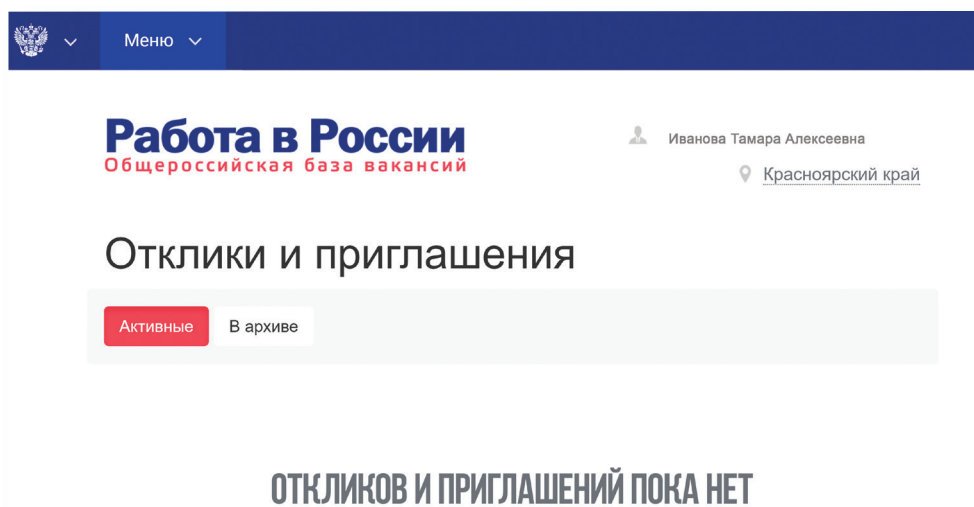 Меню
Работа в России
Общероссийская база вакансий
Иванова Тамара Алексеевна
Красноярский край
Отклики и приглашения
Активные В архиве
ОТКЛИКОВ И ПРИГЛАШЕНИЙ ПОКА НЕТ